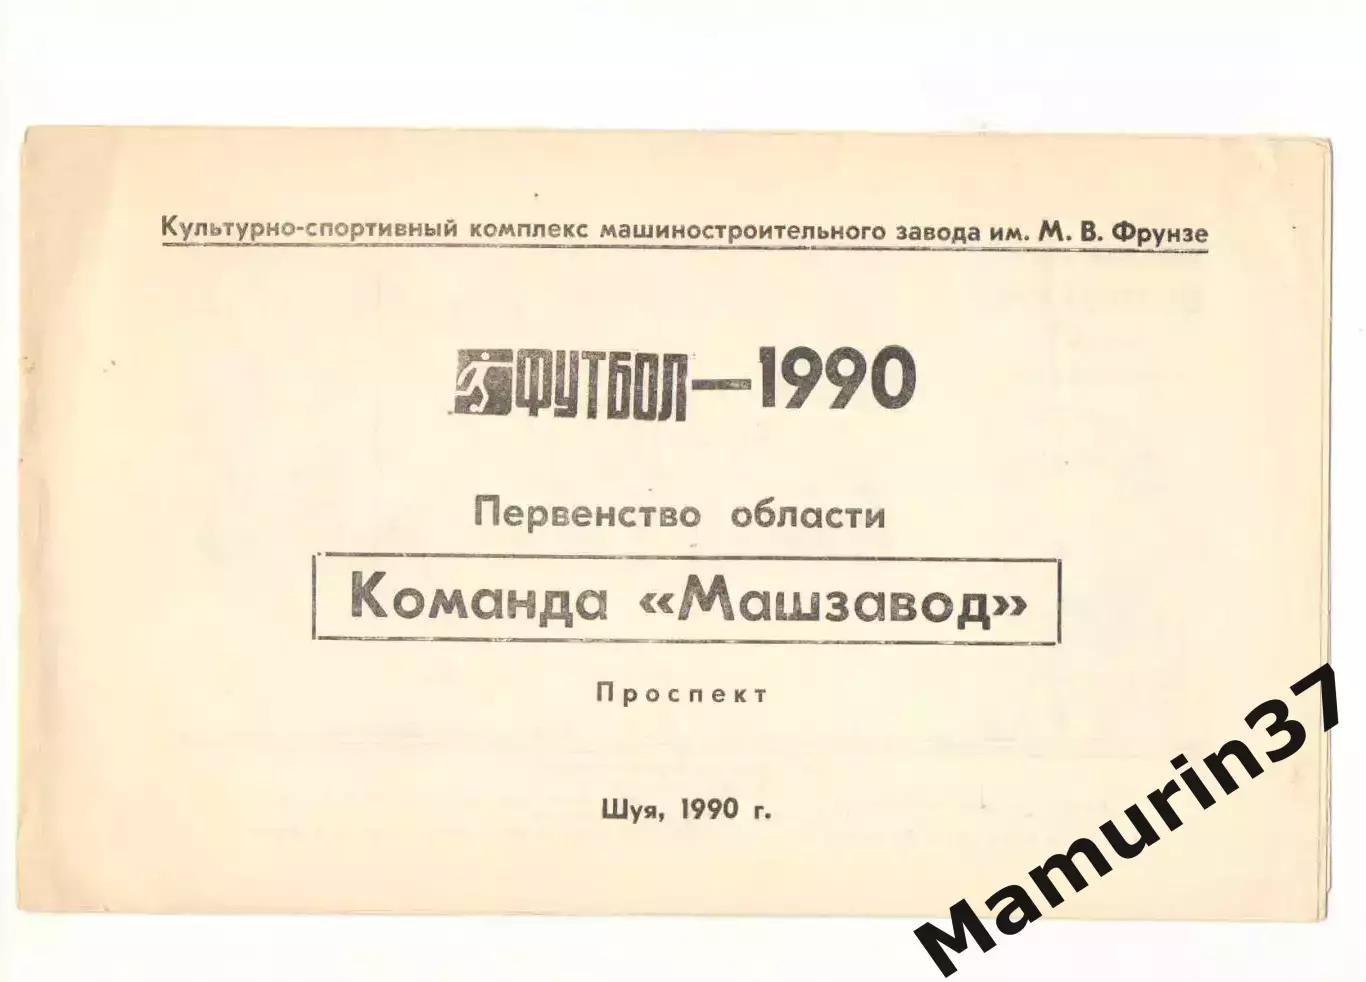 Культурно-спортивный комплекс машиностроительного завода им. М. В. Фрунзе
ФУТБОЛ—1990
Первенство области
Команда «Машзавод»
Проспект
Шуя, 1990 г.
Mamurin37